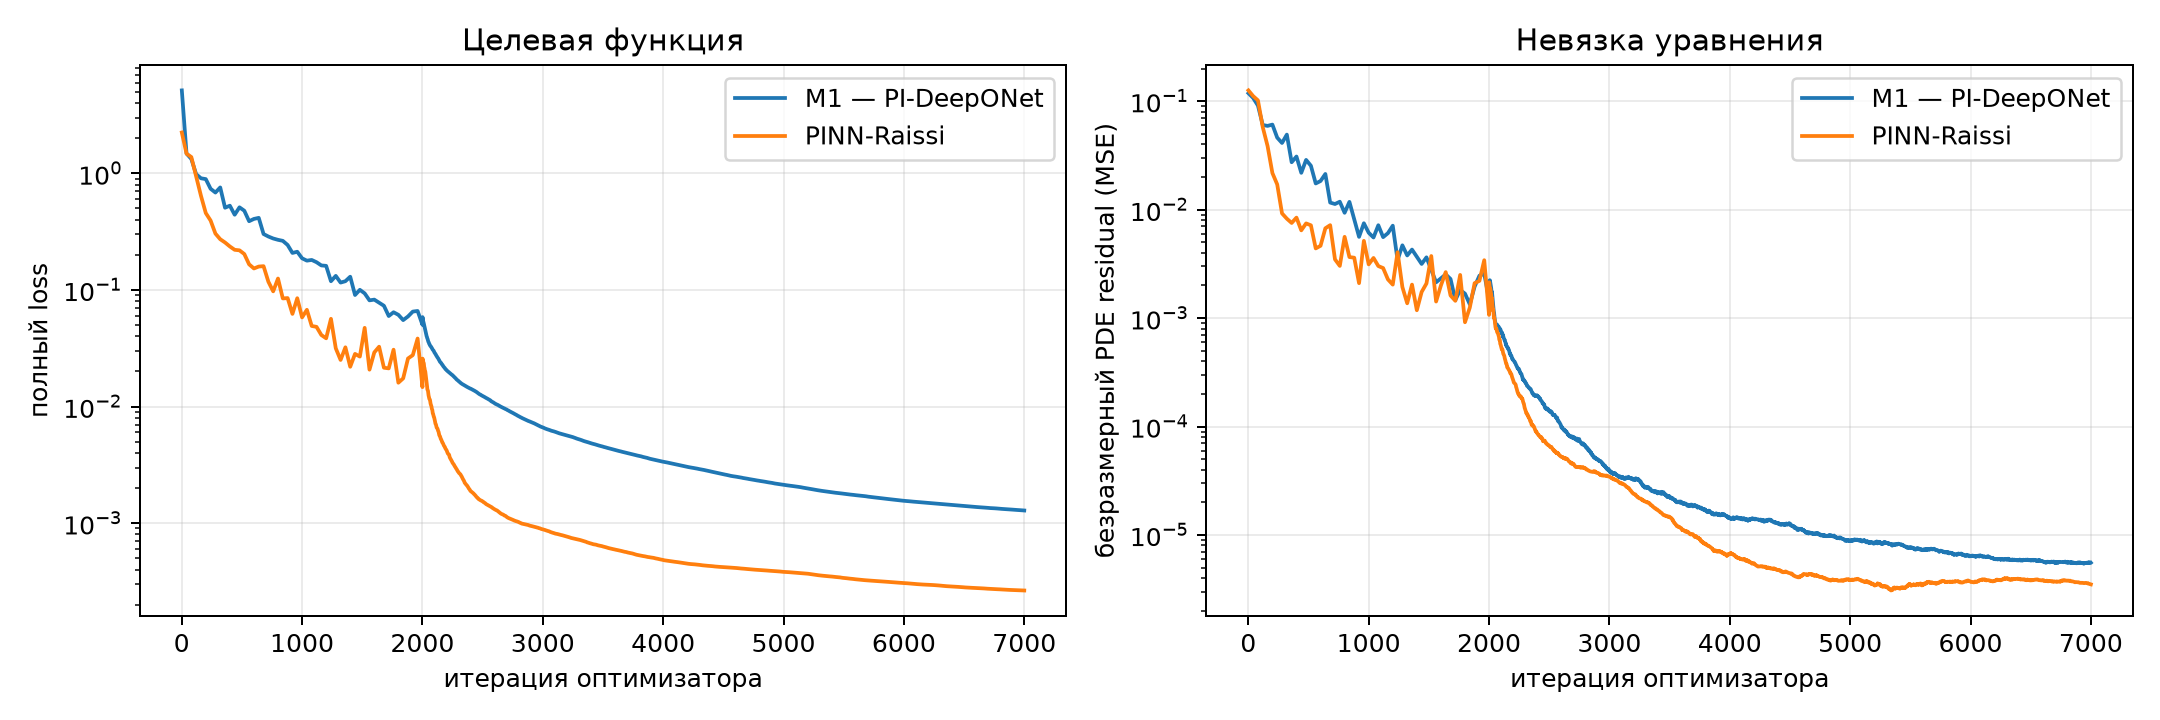 Целевая функция
полный loss
10⁰
10⁻¹
10⁻²
10⁻³
M1 — PI-DeepONet
PINN-Raissi
0 1000 2000 3000 4000 5000 6000 7000
итерация оптимизатора
Невязка уравнения
безразмерный PDE residual (MSE)
10⁻¹
10⁻²
10⁻³
10⁻⁴
10⁻⁵
M1 — PI-DeepONet
PINN-Raissi
0 1000 2000 3000 4000 5000 6000 7000
итерация оптимизатора